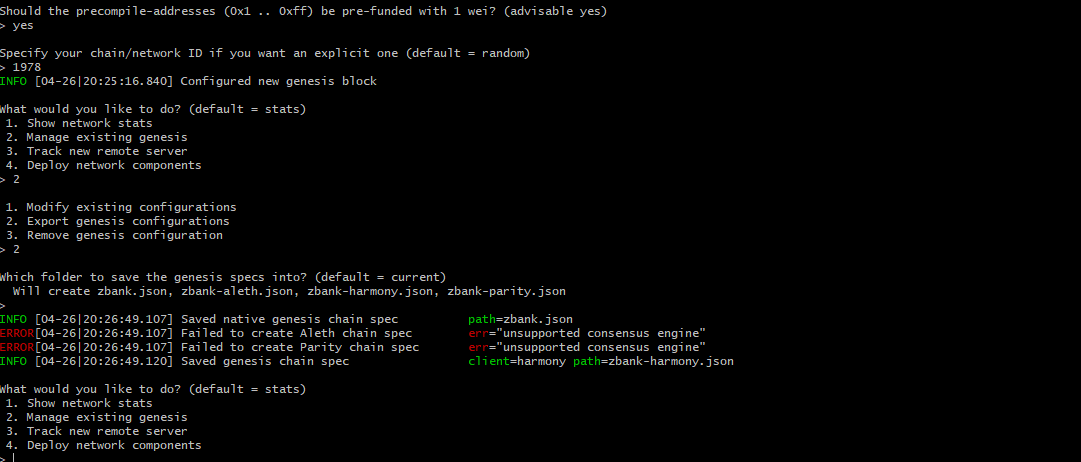 Should the precompile-addresses (0x1 .. 0xff) be pre-funded with 1 wei? (advisable yes)
> yes
Specify your chain/network ID if you want an explicit one (default = random)
> 1978
INFO [04-26|20:25:16.840] Configured new genesis block
What would you like to do? (default = stats)
1. Show network stats
2. Manage existing genesis
3. Track new remote server
4. Deploy network components
> 2
1. Modify existing configurations
2. Export genesis configurations
3. Remove genesis configuration
> 2
Which folder to save the genesis specs into? (default = current)
Will create zbank.json, zbank-aleth.json, zbank-harmony.json, zbank-parity.json
>
INFO [04-26|20:26:49.107] Saved native genesis chain spec path=zbank.json
ERROR[04-26|20:26:49.107] Failed to create Aleth chain spec err="unsupported consensus engine"
ERROR[04-26|20:26:49.107] Failed to create Parity chain spec err="unsupported consensus engine"
INFO [04-26|20:26:49.120] Saved genesis chain spec client=harmony path=zbank-harmony.json
What would you like to do? (default = stats)
1. Show network stats
2. Manage existing genesis
3. Track new remote server
4. Deploy network components
>